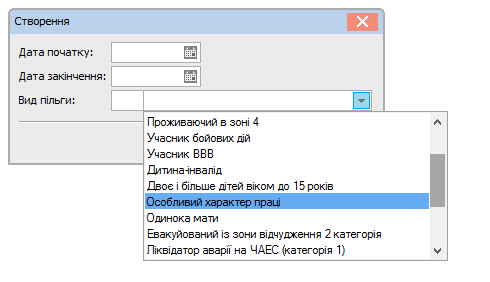 Створення
Дата початку:
Дата закінчення:
Вид пільги:
Проживаючий в зоні 4
Учасник бойових дій
Учасник ВВВ
Дитина-інвалід
Двоє і більше дітей віком до 15 років
Особливий характер праці
Одинока мати
Евакуйований із зони відчудження 2 категорія
Ліквідатор аварії на ЧАЕС (категорія 1)